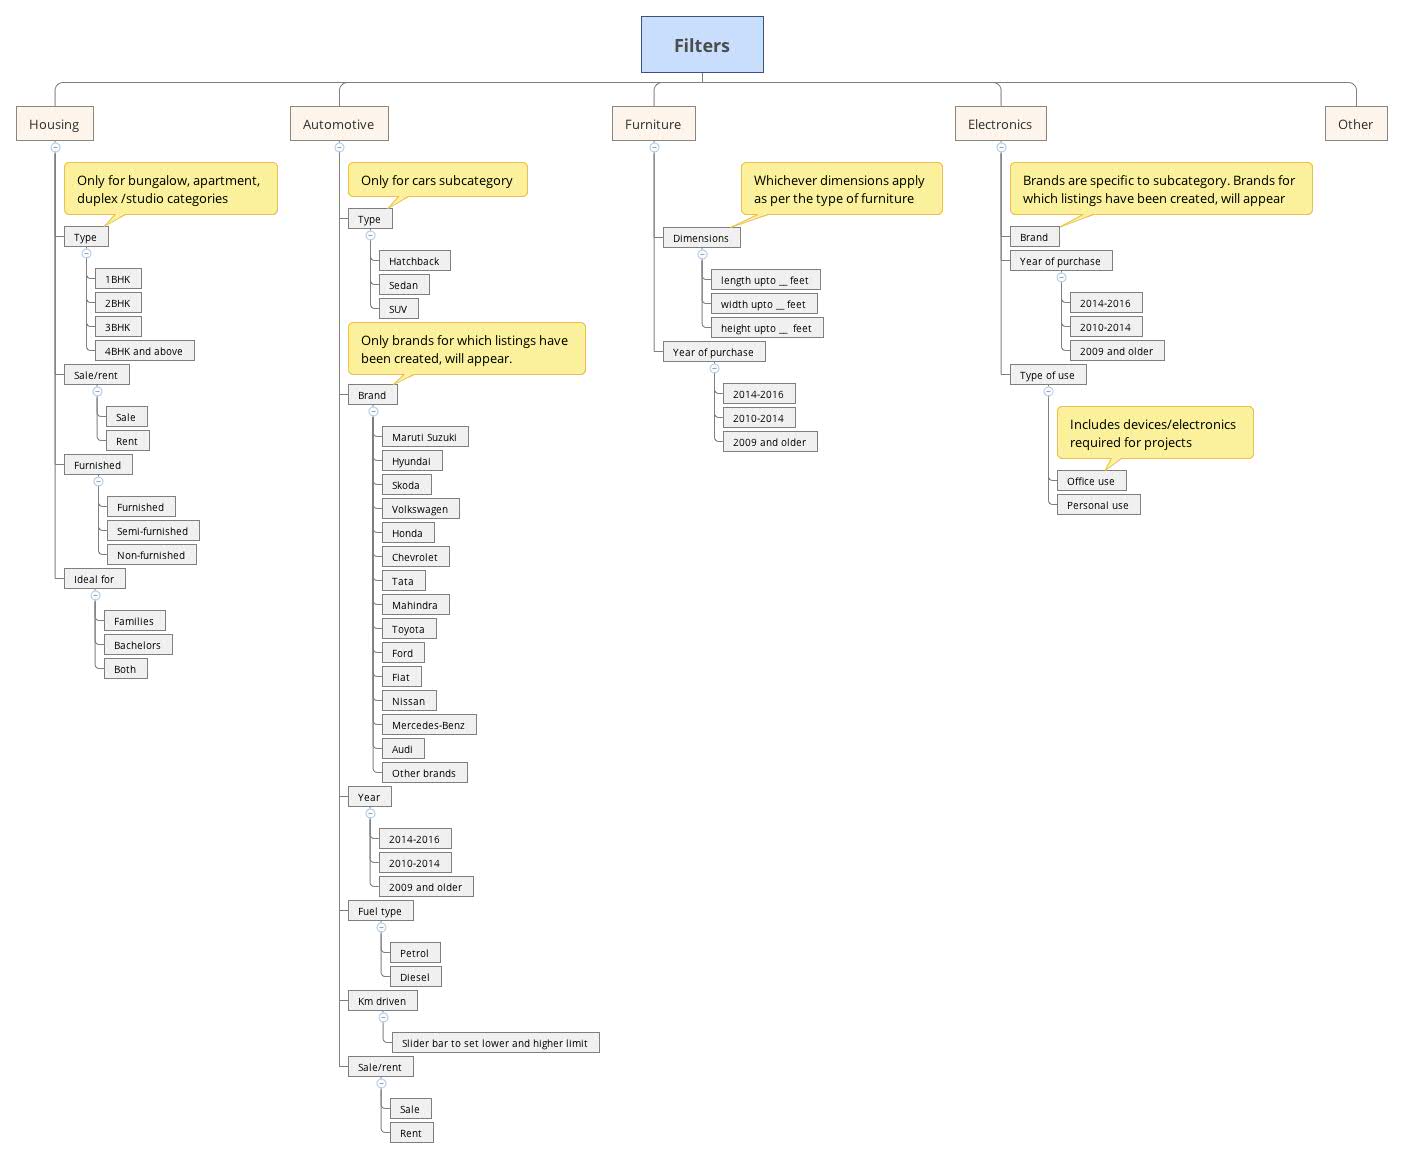 Filters
Housing
Only for bungalow, apartment,
duplex /studio categories
Type
1BHK
2BHK
3BHK
4BHK and above
Sale/rent
Sale
Rent
Furnished
Furnished
Semi-furnished
Non-furnished
Ideal for
Families
Bachelors
Both
Automotive
Only for cars subcategory
Type
Hatchback
Sedan
SUV
Only brands for which listings have
been created, will appear.
Brand
Maruti Suzuki
Hyundai
Skoda
Volkswagen
Honda
Chevrolet
Tata
Mahindra
Toyota
Ford
Fiat
Nissan
Mercedes-Benz
Audi
Other brands
Year
2014-2016
2010-2014
2009 and older
Fuel type
Petrol
Diesel
Km driven
Slider bar to set lower and higher limit
Sale/rent
Sale
Rent
Furniture
Whichever dimensions apply
as per the type of furniture
Dimensions
length upto __ feet
width upto __ feet
height upto __ feet
Year of purchase
2014-2016
2010-2014
2009 and older
Electronics
Brands are specific to subcategory. Brands for
which listings have been created, will appear
Brand
Year of purchase
2014-2016
2010-2014
2009 and older
Type of use
Includes devices/electronics
required for projects
Office use
Personal use
Other